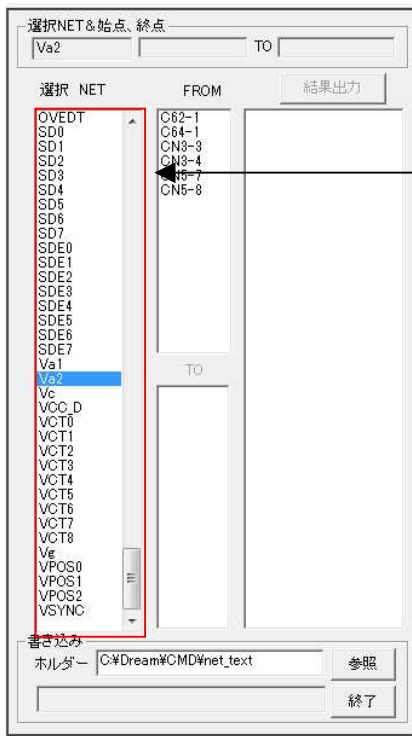 選択NET＆始点、終点
Va2 TO
選択 NET FROM 結果出力
OVEDT
SD0
SD1
SD2
SD3
SD4
SD5
SD6
SD7
SDE0
SDE1
SDE2
SDE3
SDE4
SDE5
SDE6
SDE7
Va1
Va2
Vc
VCC_D
VCT0
VCT1
VCT2
VCT3
VCT4
VCT5
VCT6
VCT7
VCT8
Vg
VPOS0
VPOS1
VPOS2
VSYNC
C62-1
C64-1
CN3-3
CN3-4
CN5-7
CN5-8
TO
書き込み
ホルダー C:¥Dream¥CMD¥net_text 参照
終了